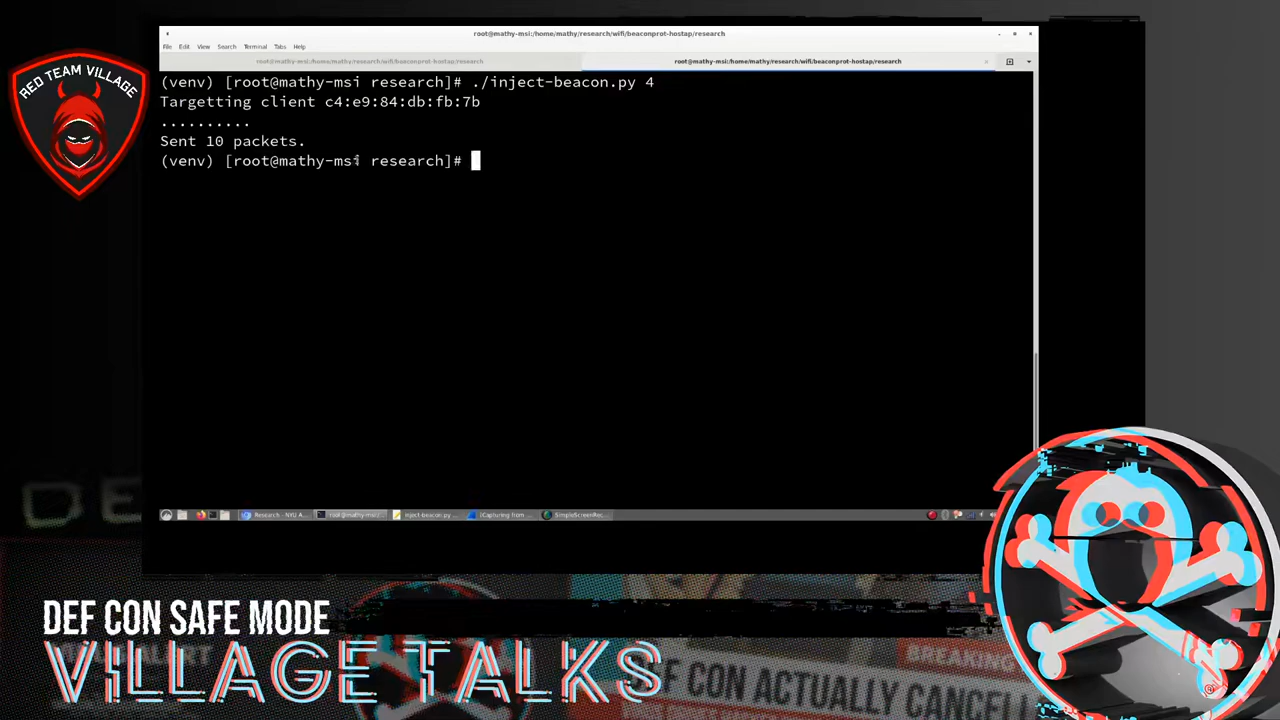 RED TEAM VILLAGE
root@mathy-msi:/home/mathy/research/wifi/beaconprot-hostap/research
File Edit View Search Terminal Tabs Help
root@mathy-msi:/home/mathy/research/wifi/beaconprot-hostap/research
root@mathy-msi:/home/mathy/research/wifi/beaconprot-hostap/research
(venv) [root@mathy-msi research]# ./inject-beacon.py 4
Targetting client c4:e9:84:db:fb:7b
..........
Sent 10 packets.
(venv) [root@mathy-msi research]#
Research - NYU A... root@mathy-msi:... inject-beacon.py ... [Capturing from ... SimpleScreenRec...
DEF CON SAFE MODE
VILLAGE TALKS
DEF CON ACTUALLY CANCEL
BREAKING